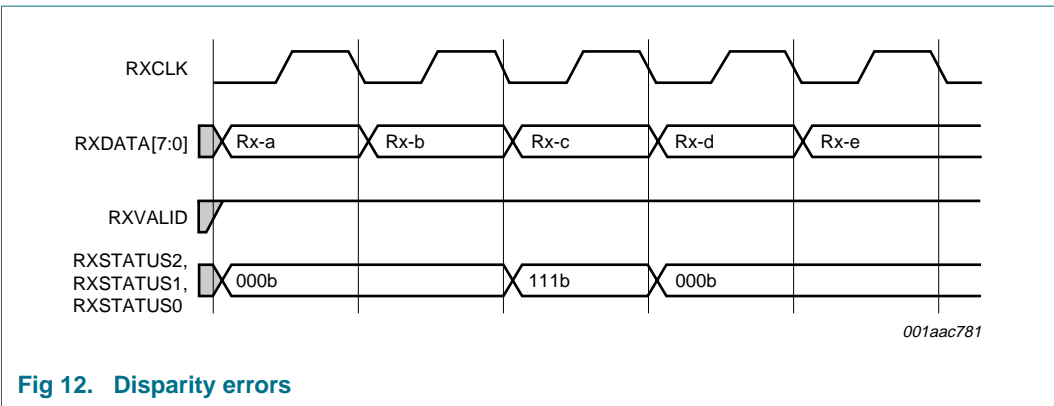 RXCLK
RXDATA[7:0]
Rx-a
Rx-b
Rx-c
Rx-d
Rx-e
RXVALID
RXSTATUS2,
RXSTATUS1,
RXSTATUS0
000b
111b
000b
001aac781
Fig 12. Disparity errors